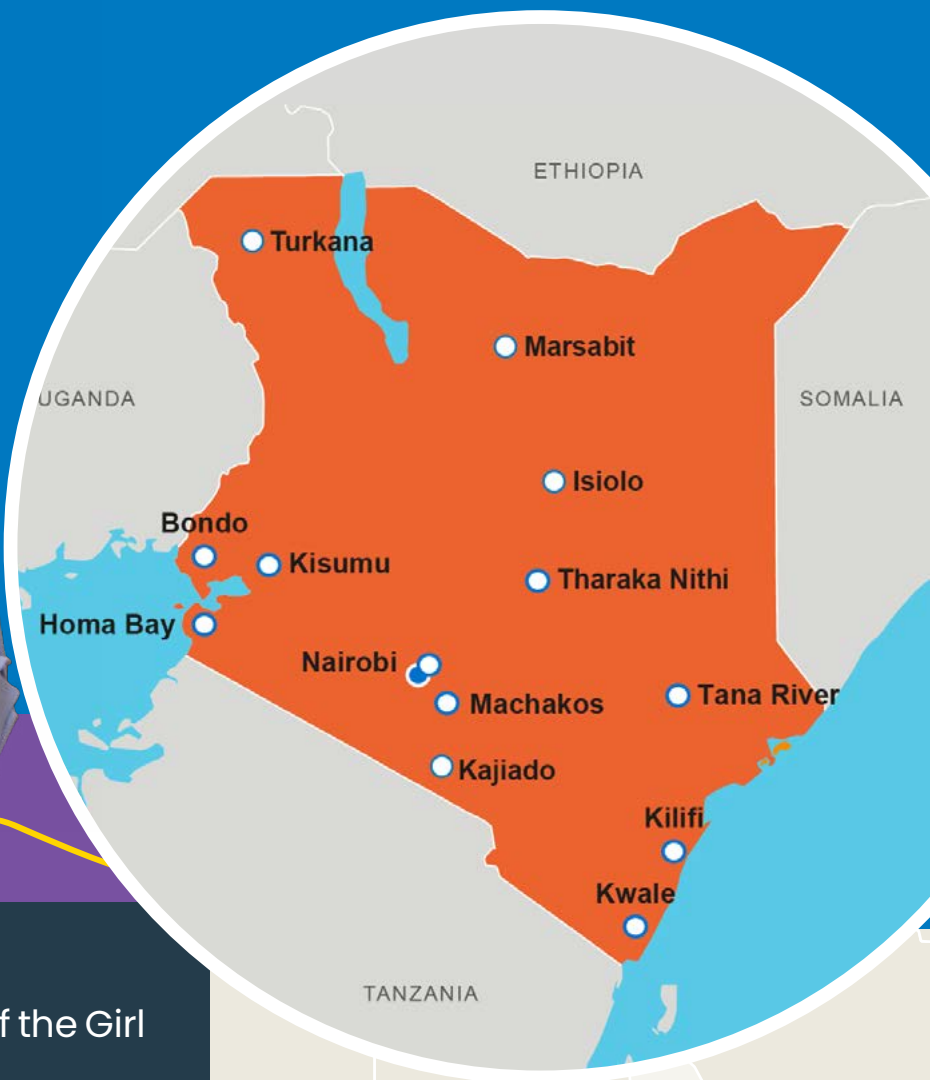 ETHIOPIA
Turkana
Marsabit
UGANDA
SOMALIA
Isiolo
Bondo
Kisumu
Tharaka Nithi
Homa Bay
Nairobi
Tana River
Machakos
Kajiado
Kilifi
Kwale
TANZANIA
f the Girl